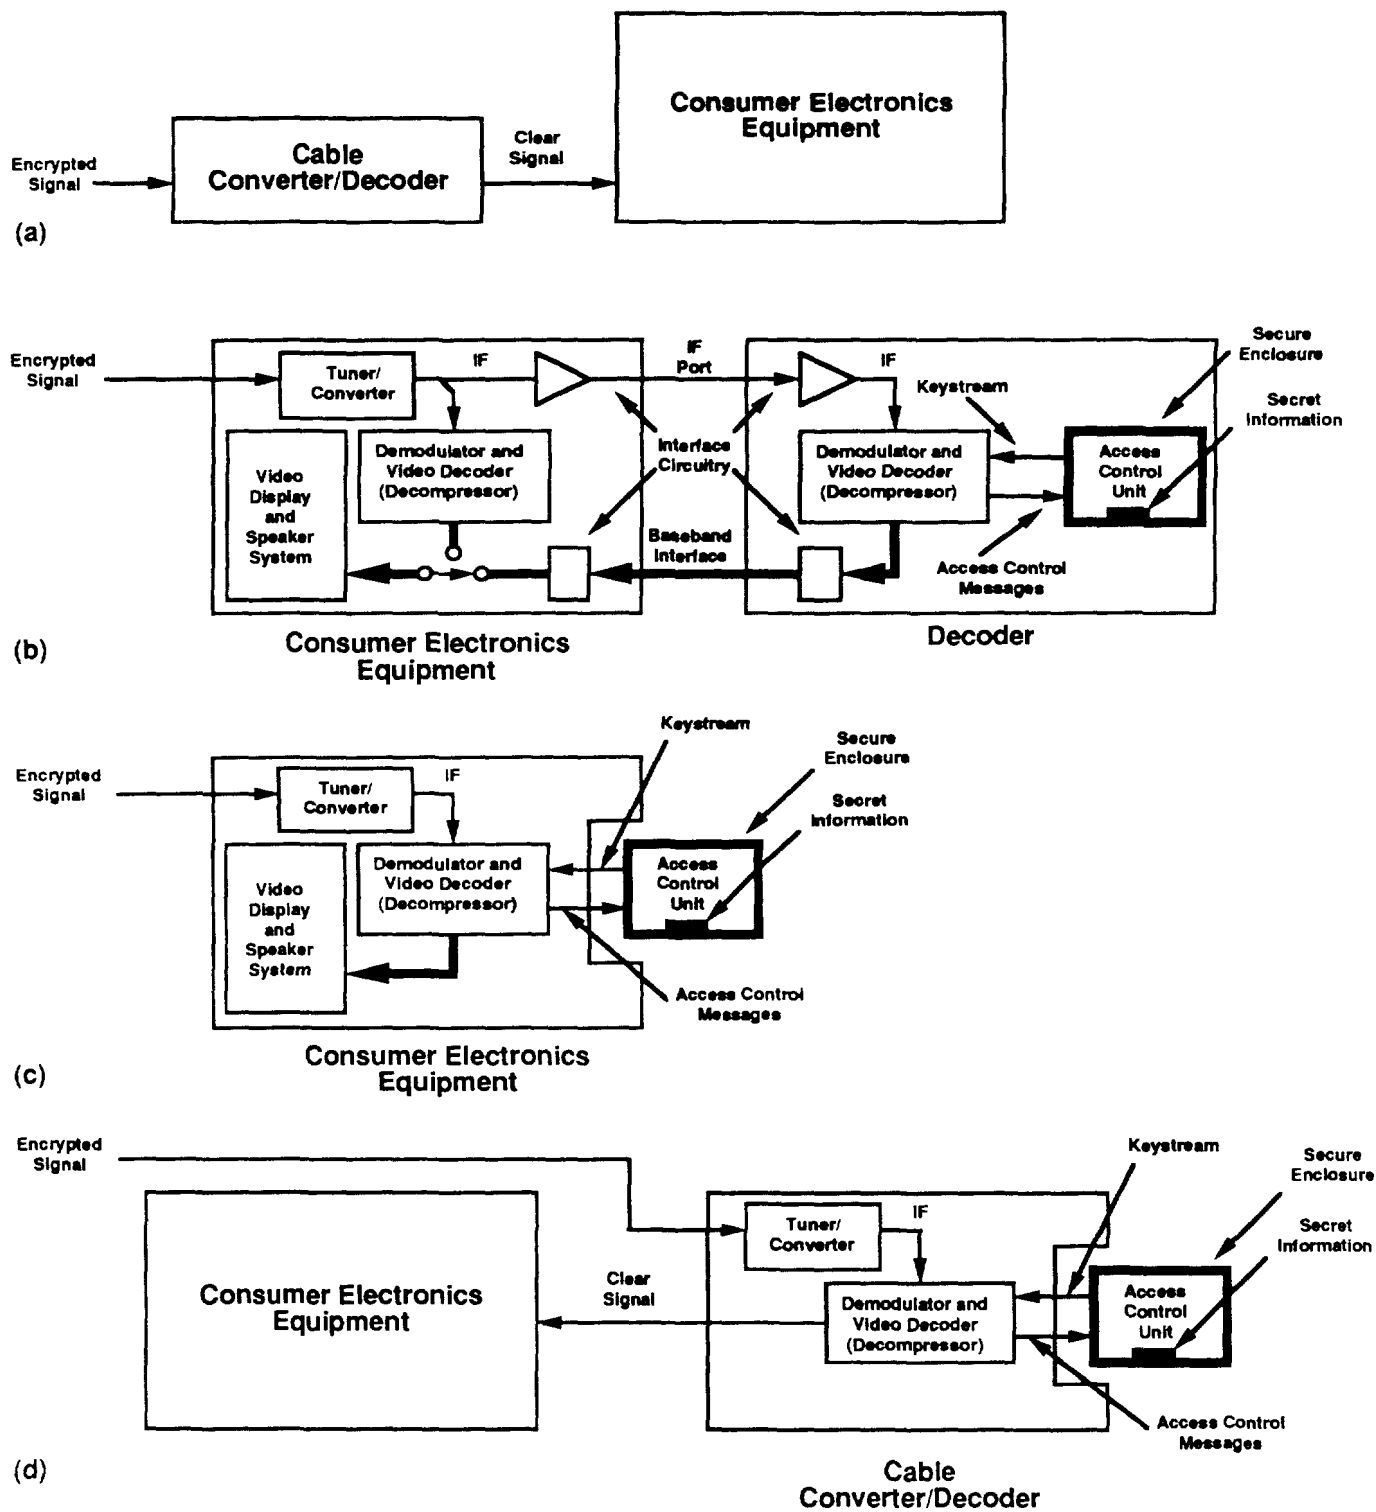 Consumer Electronics
Equipment
Clear
Signal
Cable
Converter/Decoder
Encrypted
Signal
(a)
Encrypted
Signal
Tuner/
Converter
IF
IF
Port
IF
Keystream
Secure
Enclosure
Secret
Information
Video
Display
and
Speaker
System
Demodulator and
Video Decoder
(Decompressor)
Interface
Circuitry
Demodulator and
Video Decoder
(Decompressor)
Access
Control
Unit
Baseband
Interface
Access Control
Messages
(b)
Consumer Electronics
Equipment
Decoder
Keystream
Secure
Enclosure
Encrypted
Signal
Tuner/
Converter
IF
Secret
Information
Video
Display
and
Speaker
System
Demodulator and
Video Decoder
(Decompressor)
Access
Control
Unit
Access Control
Messages
(c)
Consumer Electronics
Equipment
Encrypted
Signal
Keystream
Secure
Enclosure
Tuner/
Converter
IF
Secret
Information
Consumer Electronics
Equipment
Clear
Signal
Demodulator and
Video Decoder
(Decompressor)
Access
Control
Unit
Access Control
Messages
(d)
Cable
Converter/Decoder